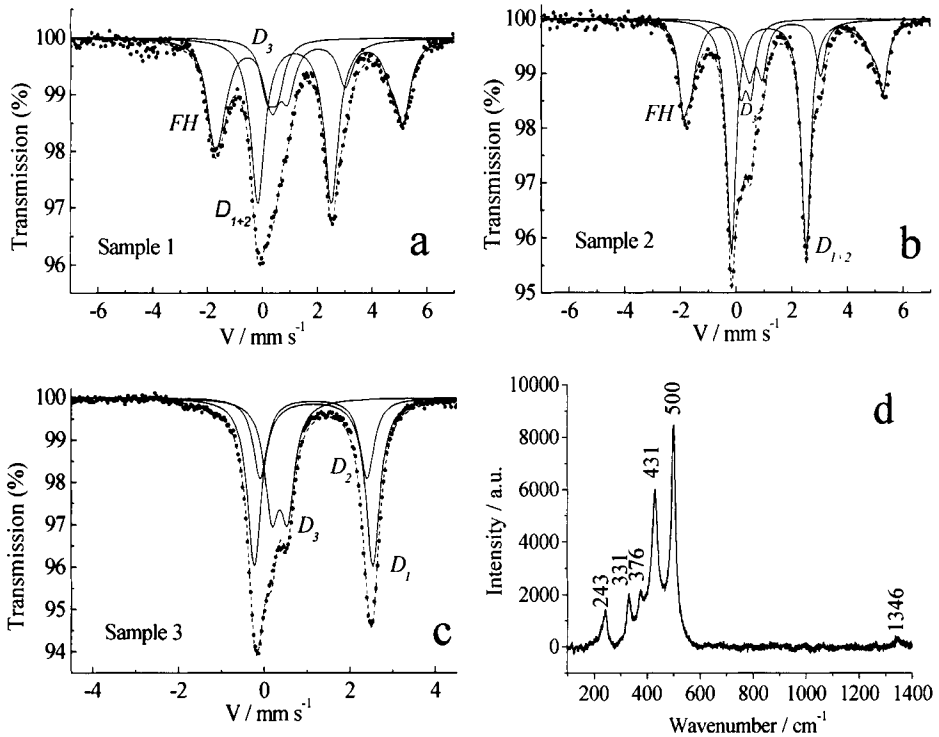 a
D3
100
99
98
97
96
FH
D1+2
Sample 1
Transmission (%)
-6 -4 -2 0 2 4 6
V / mm s-1
b
100
99
98
97
96
95
FH
D
D1+2
Sample 2
Transmission (%)
-6 -4 -2 0 2 4 6
V / mm s-1
c
100
99
98
97
96
95
94
D2
D3
D1
Sample 3
Transmission (%)
-4 -2 0 2 4
V / mm s-1
d
10000
8000
6000
4000
2000
0
243
331
376
431
500
1346
Intensity / a.u.
200 400 600 800 1000 1200 1400
Wavenumber / cm-1